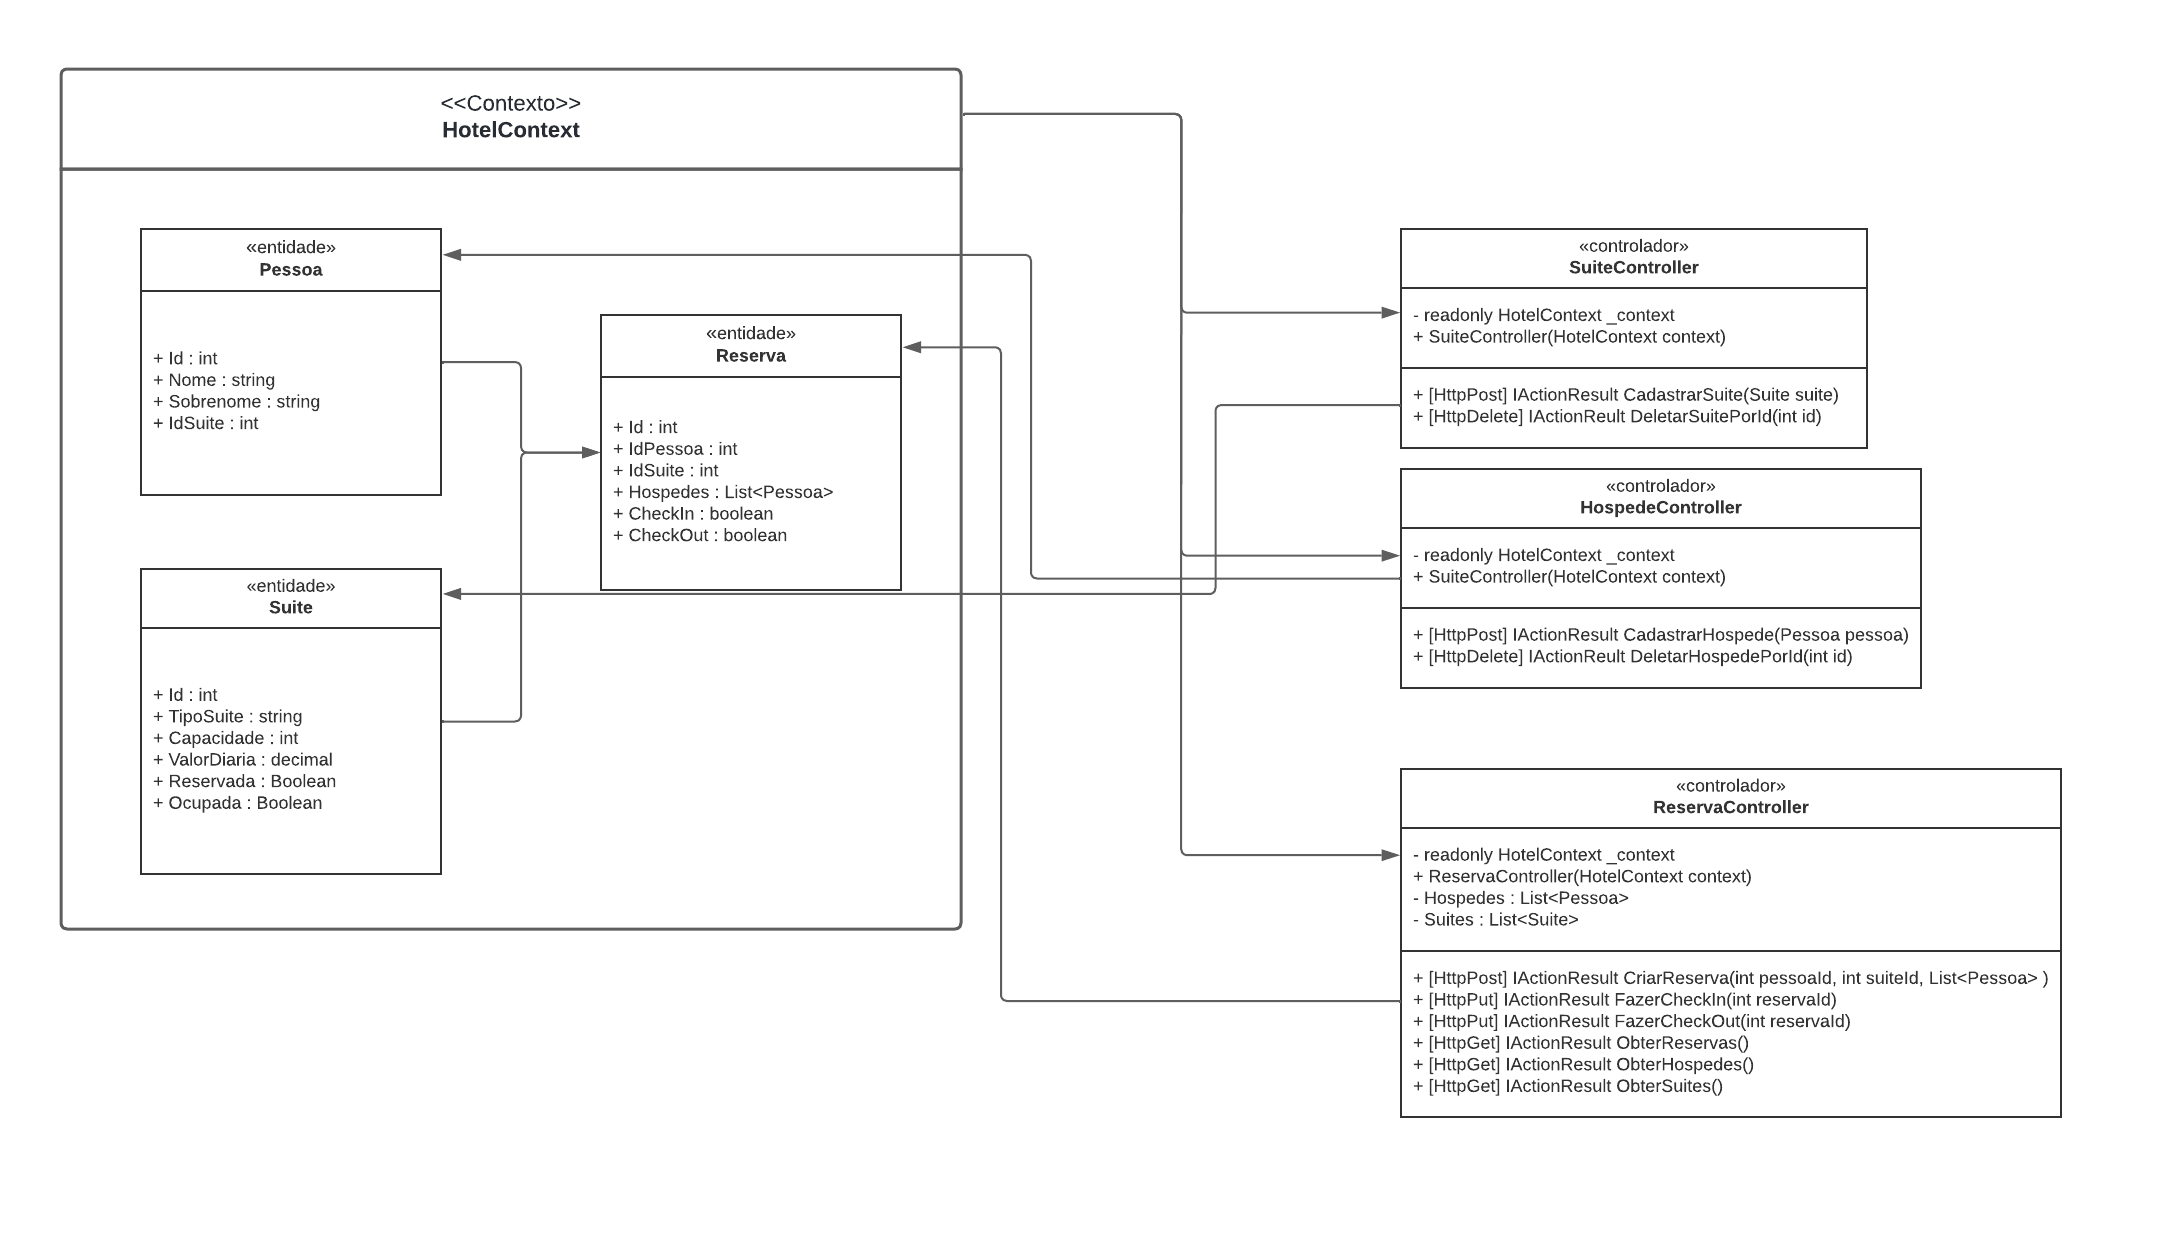 <<Contexto>>
HotelContext
«entidade»
Pessoa
+ Id : int
+ Nome : string
+ Sobrenome : string
+ IdSuite : int
«entidade»
Reserva
+ Id : int
+ IdPessoa : int
+ IdSuite : int
+ Hospedes : List<Pessoa>
+ CheckIn : boolean
+ CheckOut : boolean
«entidade»
Suite
+ Id : int
+ TipoSuite : string
+ Capacidade : int
+ ValorDiaria : decimal
+ Reservada : Boolean
+ Ocupada : Boolean
«controlador»
SuiteController
- readonly HotelContext _context
+ SuiteController(HotelContext context)
+ [HttpPost] IActionResult CadastrarSuite(Suite suite)
+ [HttpDelete] IActionReult DeletarSuitePorId(int id)
«controlador»
HospedeController
- readonly HotelContext _context
+ SuiteController(HotelContext context)
+ [HttpPost] IActionResult CadastrarHospede(Pessoa pessoa)
+ [HttpDelete] IActionReult DeletarHospedePorId(int id)
«controlador»
ReservaController
- readonly HotelContext _context
+ ReservaController(HotelContext context)
- Hospedes : List<Pessoa>
- Suites : List<Suite>
+ [HttpPost] IActionResult CriarReserva(int pessoaId, int suiteId, List<Pessoa> )
+ [HttpPut] IActionResult FazerCheckIn(int reservaId)
+ [HttpPut] IActionResult FazerCheckOut(int reservaId)
+ [HttpGet] IActionResult ObterReservas()
+ [HttpGet] IActionResult ObterHospedes()
+ [HttpGet] IActionResult ObterSuites()